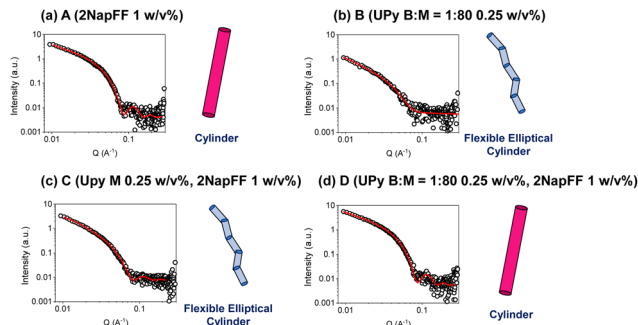 (a) A (2NapFF 1 w/v%)
Intensity (a.u.)
10
1
0.1
0.01
0.001
0.01
0.1
Q (A⁻¹)
Cylinder
(b) B (UPy B:M = 1:80 0.25 w/v%)
Intensity (a.u.)
10
1
0.1
0.01
0.001
0.01
0.1
Q (A⁻¹)
Flexible Elliptical
Cylinder
(c) C (Upy M 0.25 w/v%, 2NapFF 1 w/v%)
Intensity (a.u.)
10
1
0.1
0.01
0.001
0.01
0.1
Q (A⁻¹)
Flexible Elliptical
Cylinder
(d) D (UPy B:M = 1:80 0.25 w/v%, 2NapFF 1 w/v%)
Intensity (a.u.)
10
1
0.1
0.01
0.001
0.01
0.1
Q (A⁻¹)
Cylinder